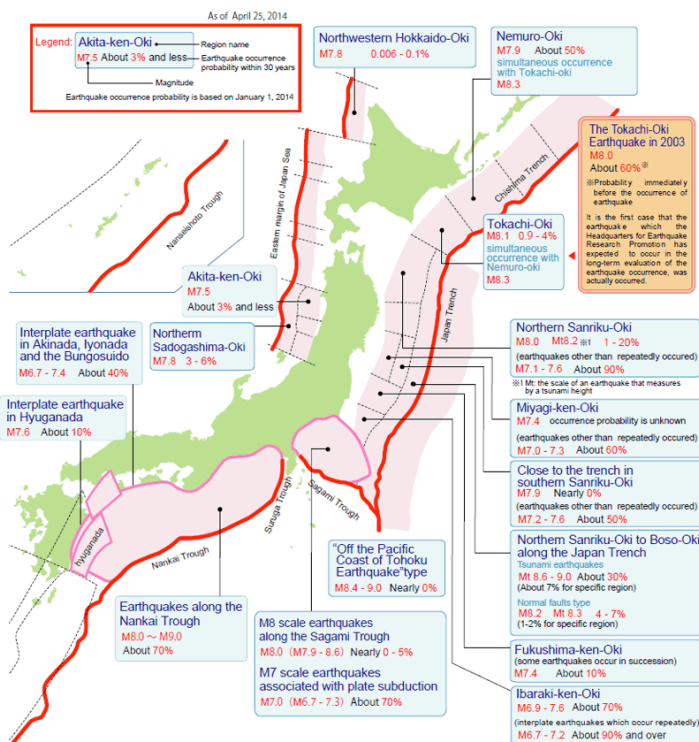 As of April 25, 2014
Legend:
Akita-ken-Oki
M7.5 About 3% and less
Region name
Earthquake occurrence
probability within 30 years
Magnitude
Earthquake occurrence probability is based on January 1, 2014
Northwestern Hokkaido-Oki
M7.8 0.006 - 0.1%
Nemuro-Oki
M7.9 About 50%
simultaneous occurrence
with Tokachi-oki
M8.3
The Tokachi-Oki
Earthquake in 2003
M8.0
About 60%※
※Probability immediately
before the occurrence of
earthquake
It is the first case that the
earthquake which the
Headquarters for Earthquake
Research Promotion has
expected to occur in the
long-term evaluation of the
earthquake occurrence, was
actually occurred.
Chishima Trench
Nanseishoto Trough
Eastern margin of Japan Sea
Tokachi-Oki
M8.1 0.9 - 4%
simultaneous
occurrence with
Nemuro-oki
M8.3
Akita-ken-Oki
M7.5
About 3% and less
Japan Trench
Northern
Sadogashima-Oki
M7.8 3 - 6%
Interplate earthquake
in Akinada, Iyonada
and the Bungosuido
M6.7 - 7.4 About 40%
Northern Sanriku-Oki
M8.0 Mt8.2 ※1 1 - 20%
(earthquakes other than repeatedly occured)
M7.1 - 7.6 About 90%
※1 Mt: the scale of an earthquake that measures
by a tsunami height
Interplate earthquake
in Hyuganada
M7.6 About 10%
Miyagi-ken-Oki
M7.4 occurrence probability is unknown
(earthquakes other than repeatedly occured)
M7.0 - 7.3 About 60%
Close to the trench in
southern Sanriku-Oki
M7.9 Nearly 0%
(earthquakes other than repeatedly occured)
M7.2 - 7.6 About 50%
hyuganada
Nankai Trough
Suruga Trough
Sagami Trough
Northern Sanriku-Oki to Boso-Oki
along the Japan Trench
Tsunami earthquakes
Mt 8.6 - 9.0 About 30%
(About 7% for specific region)
Normal faults type
M8.2 Mt 8.3 4 - 7%
(1-2% for specific region)
"Off the Pacific
Coast of Tohoku
Earthquake"type
M8.4 - 9.0 Nearly 0%
Earthquakes along the
Nankai Trough
M8.0 ～ M9.0
About 70%
M8 scale earthquakes
along the Sagami Trough
M8.0 (M7.9 - 8.6) Nearly 0 - 5%
M7 scale earthquakes
associated with plate subduction
M7.0 (M6.7 - 7.3) About 70%
Fukushima-ken-Oki
(some earthquakes occur in succession)
M7.4 About 10%
Ibaraki-ken-Oki
M6.9 - 7.6 About 70%
(interplate earthquakes which occur repeatedly)
M6.7 - 7.2 About 90% and over